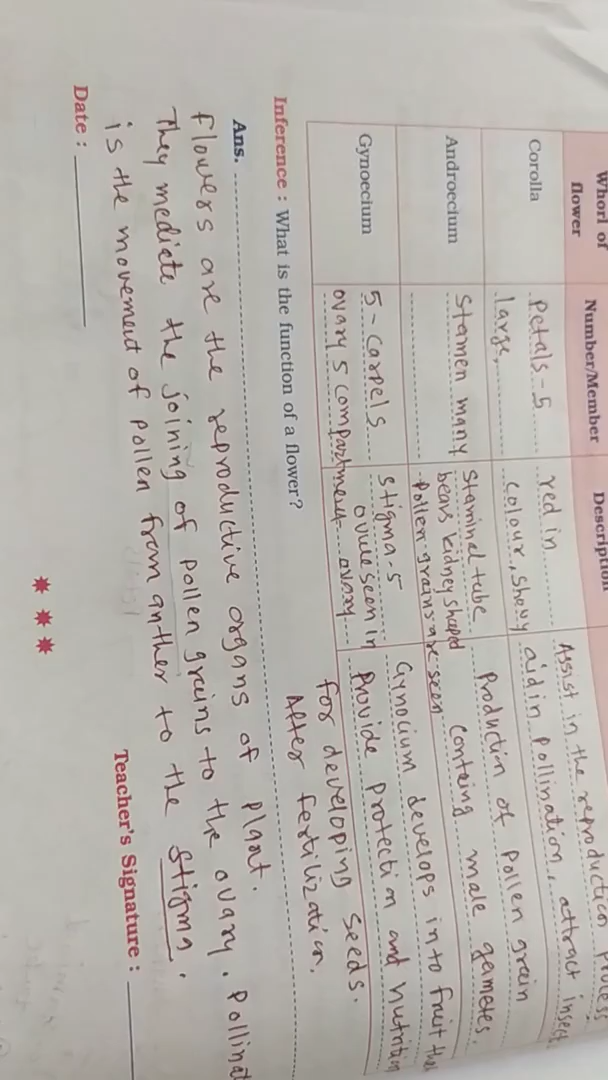 Whorl of flower
Number/Member
Description
Corolla
Petals-5
large,
red in
colour, showy
Assist in the reproduction process
aid in pollination, attract insect
Androecium
Stamen many
Staminal tube
bears kidney shaped
pollen grains are seen
Production of pollen grain
containg male gametes.
Gynoecium
5-carpels
ovary 5 compartment
stigma-5
ovule seen in
ovary
Gynocium develops in to fruit the
Provide protection and nutrition
for developing seeds.
After fertilization.
Inference : What is the function of a flower?
Ans.
flowers are the reproductive organs of plant.
They mediate the joining of pollen grains to the ovary. Pollinat
is the movement of pollen from anther to the stigma.
Date :
Teacher's Signature :